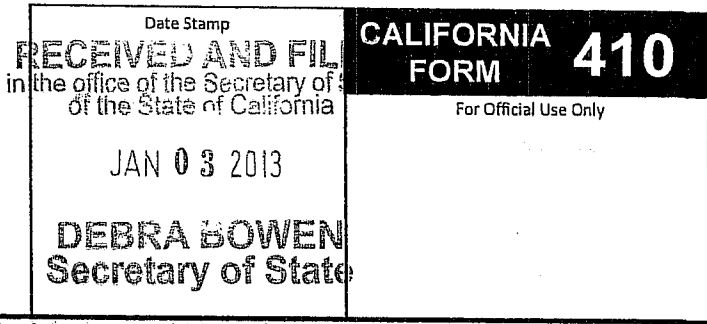 Date Stamp
RECEIVED AND FIL
in the office of the Secretary of
of the State of California
JAN 03 2013
DEBRA BOWEN
Secretary of State
CALIFORNIA
FORM 410
For Official Use Only